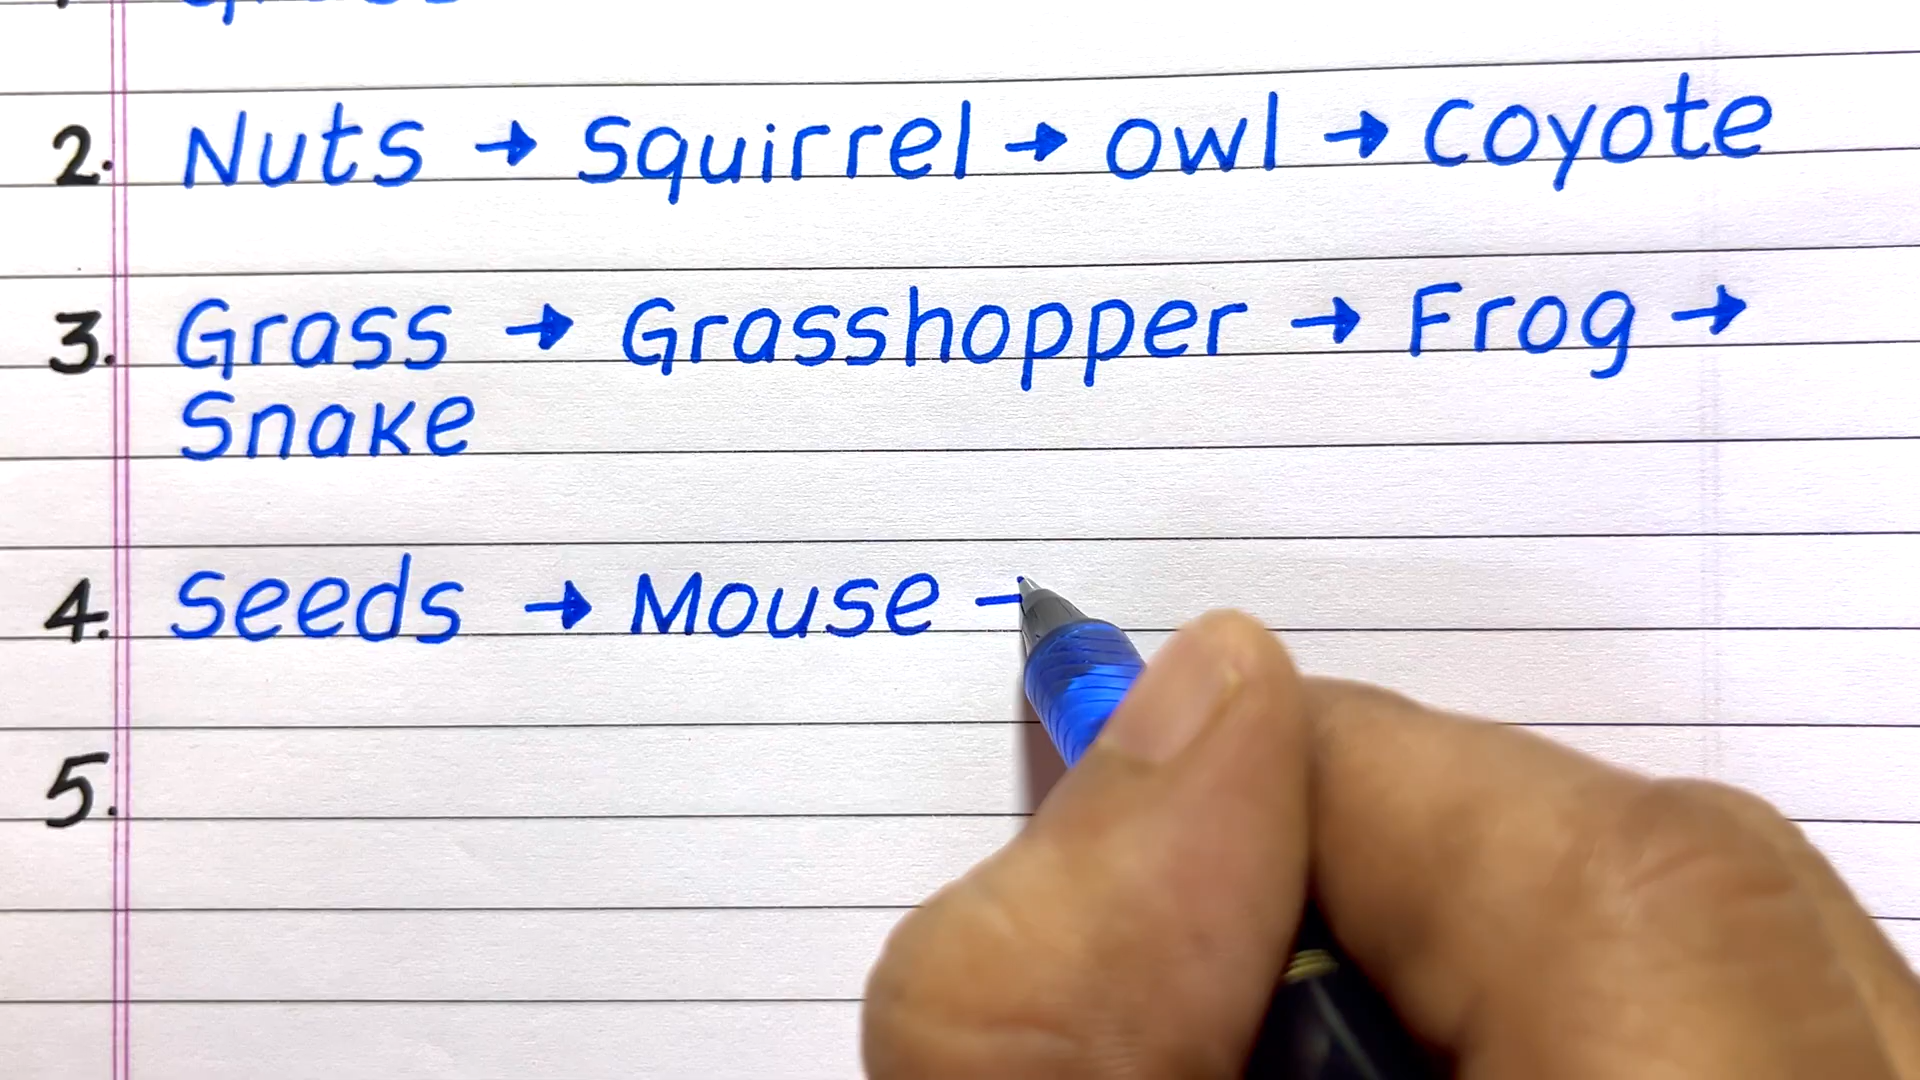 2. Nuts → Squirrel → Owl → Coyote
3. Grass → Grasshopper → Frog →
Snake
4. Seeds → Mouse -
5.